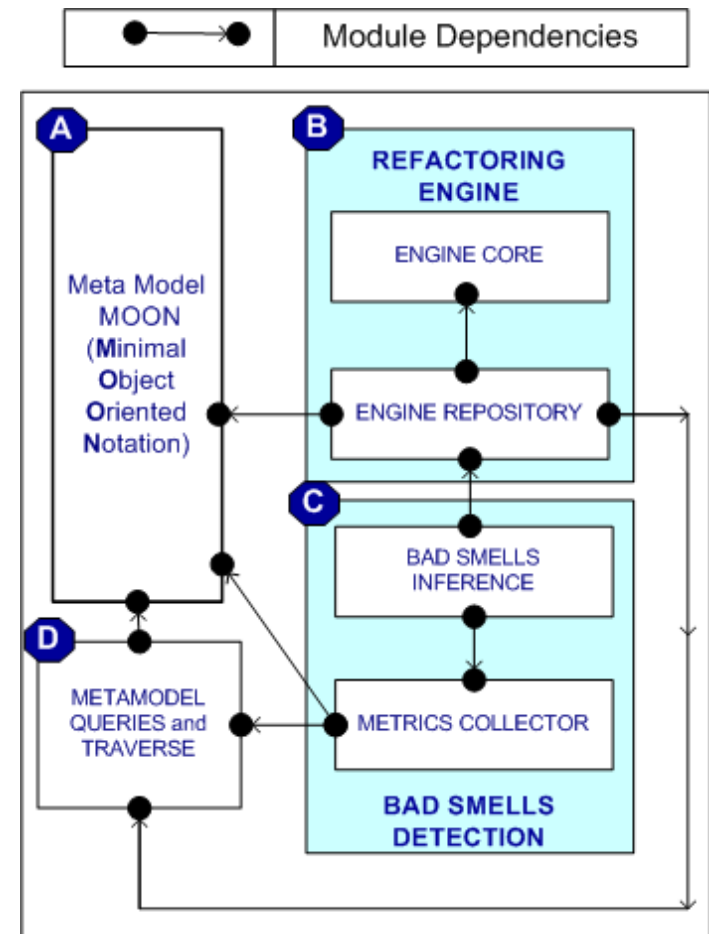 Module Dependencies
A
Meta Model
MOON
(Minimal
Object
Oriented
Notation)
B
REFACTORING
ENGINE
ENGINE CORE
ENGINE REPOSITORY
C
BAD SMELLS
INFERENCE
METRICS COLLECTOR
BAD SMELLS
DETECTION
D
METAMODEL
QUERIES and
TRAVERSE